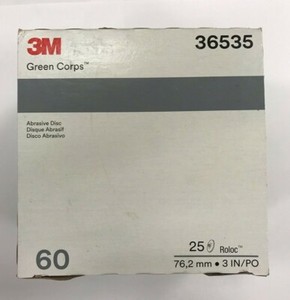 3M 36535
Green Corps™
Abrasive Disc
Disque Abrasif
Disco Abrasivo
60
25 Roloc™
76,2 mm • 3 IN/PO